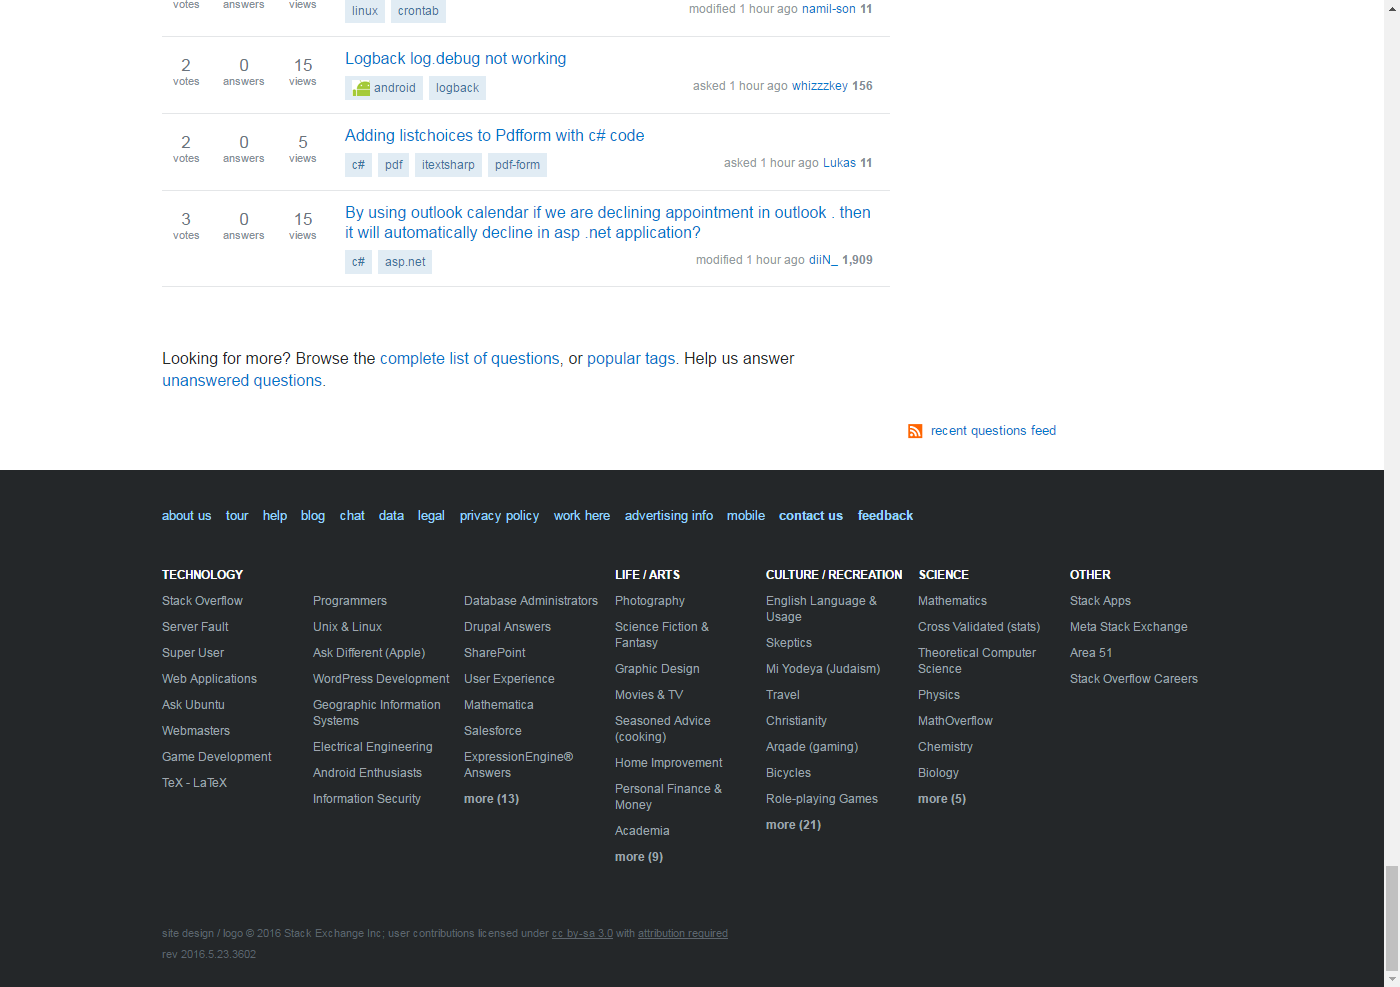 votes answers views linux crontab modified 1 hour ago namil-son 11
2 0 15 Logback log.debug not working
votes answers views android logback asked 1 hour ago whizzzkey 156
2 0 5 Adding listchoices to Pdfform with c# code
votes answers views c# pdf itextsharp pdf-form asked 1 hour ago Lukas 11
3 0 15 By using outlook calendar if we are declining appointment in outlook . then
votes answers views it will automatically decline in asp .net application?
c# asp.net modified 1 hour ago diiN_ 1,909
Looking for more? Browse the complete list of questions, or popular tags. Help us answer
unanswered questions.
recent questions feed
about us tour help blog chat data legal privacy policy work here advertising info mobile contact us feedback
TECHNOLOGY
Stack Overflow
Server Fault
Super User
Web Applications
Ask Ubuntu
Webmasters
Game Development
TeX - LaTeX
Programmers
Unix & Linux
Ask Different (Apple)
WordPress Development
Geographic Information
Systems
Electrical Engineering
Android Enthusiasts
Information Security
Database Administrators
Drupal Answers
SharePoint
User Experience
Mathematica
Salesforce
ExpressionEngine®
Answers
more (13)
LIFE / ARTS
Photography
Science Fiction &
Fantasy
Graphic Design
Movies & TV
Seasoned Advice
(cooking)
Home Improvement
Personal Finance &
Money
Academia
more (9)
CULTURE / RECREATION
English Language &
Usage
Skeptics
Mi Yodeya (Judaism)
Travel
Christianity
Arqade (gaming)
Bicycles
Role-playing Games
more (21)
SCIENCE
Mathematics
Cross Validated (stats)
Theoretical Computer
Science
Physics
MathOverflow
Chemistry
Biology
more (5)
OTHER
Stack Apps
Meta Stack Exchange
Area 51
Stack Overflow Careers
site design / logo © 2016 Stack Exchange Inc; user contributions licensed under cc by-sa 3.0 with attribution required
rev 2016.5.23.3602